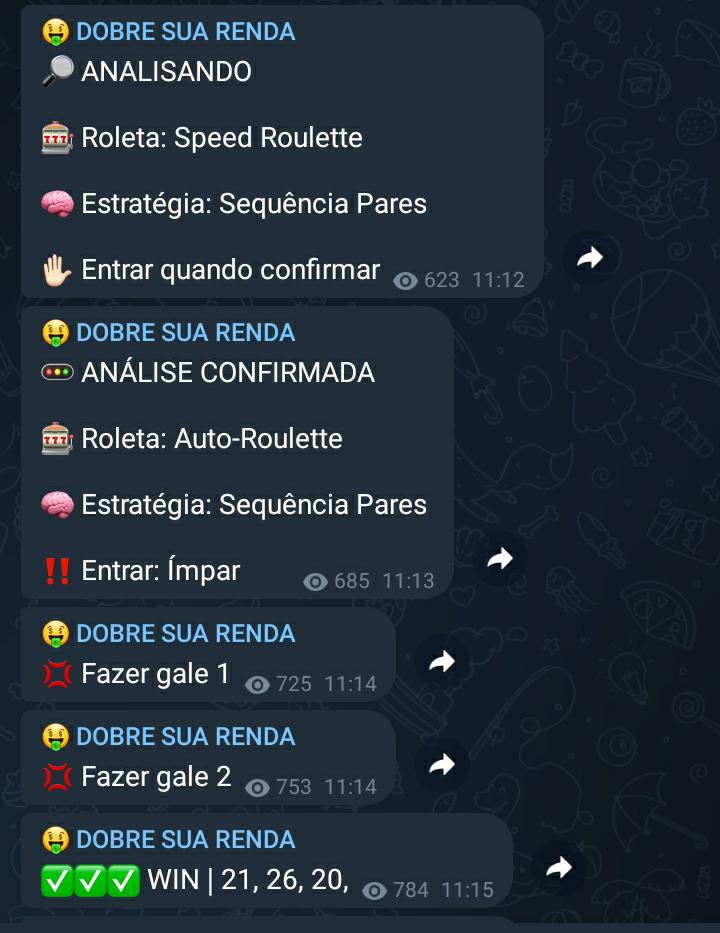 🤑 DOBRE SUA RENDA
🔎 ANALISANDO
🎰 Roleta: Speed Roulette
🧠 Estratégia: Sequência Pares
✋🏻 Entrar quando confirmar 623 11:12
🤑 DOBRE SUA RENDA
🚥 ANÁLISE CONFIRMADA
🎰 Roleta: Auto-Roulette
🧠 Estratégia: Sequência Pares
‼️ Entrar: Ímpar 685 11:13
🤑 DOBRE SUA RENDA
💢 Fazer gale 1 725 11:14
🤑 DOBRE SUA RENDA
💢 Fazer gale 2 753 11:14
🤑 DOBRE SUA RENDA
✅✅✅ WIN | 21, 26, 20, 784 11:15